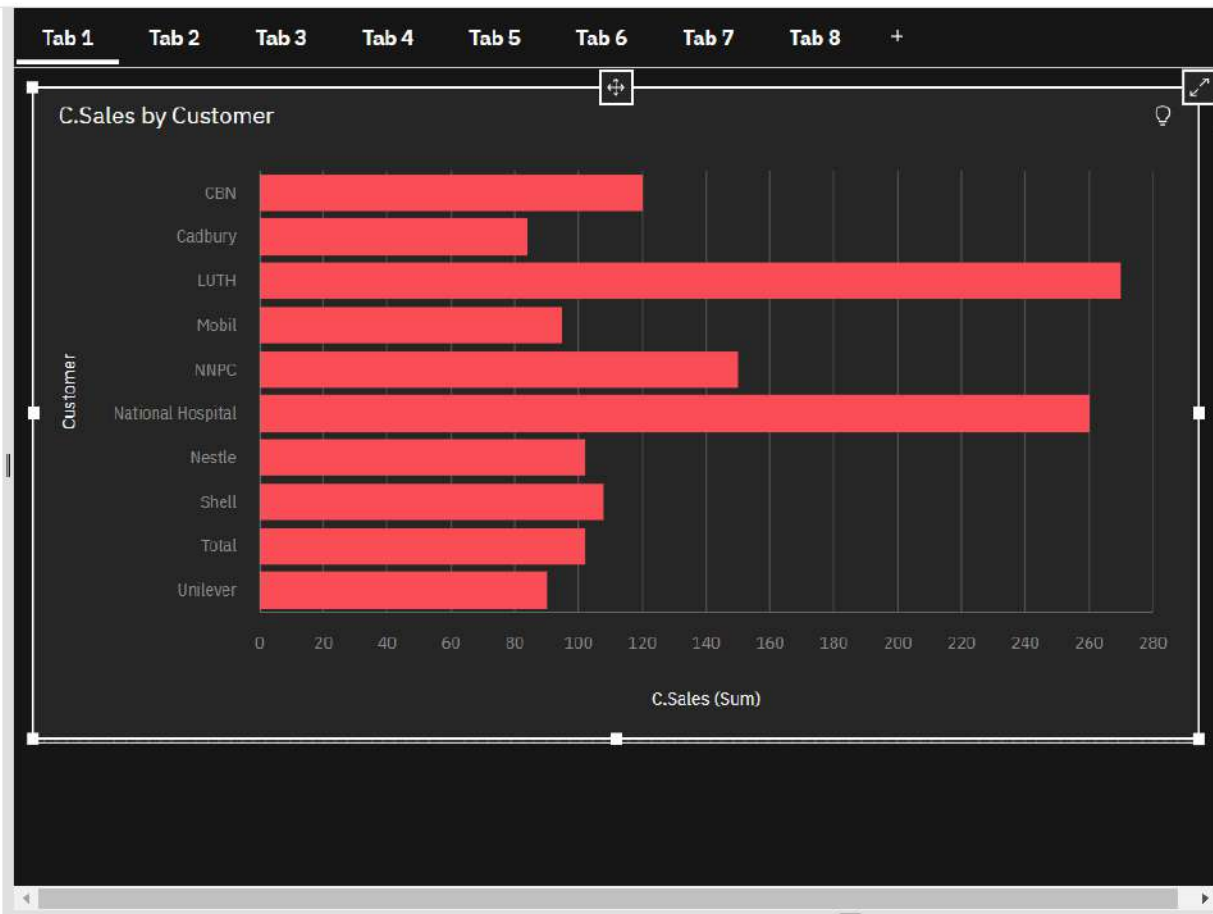 Tab 1 Tab 2 Tab 3 Tab 4 Tab 5 Tab 6 Tab 7 Tab 8 +
C.Sales by Customer
Customer
CBN
Cadbury
LUTH
Mobil
NNPC
National Hospital
Nestle
Shell
Total
Unilever
0 20 40 60 80 100 120 140 160 180 200 220 240 260 280
C.Sales (Sum)